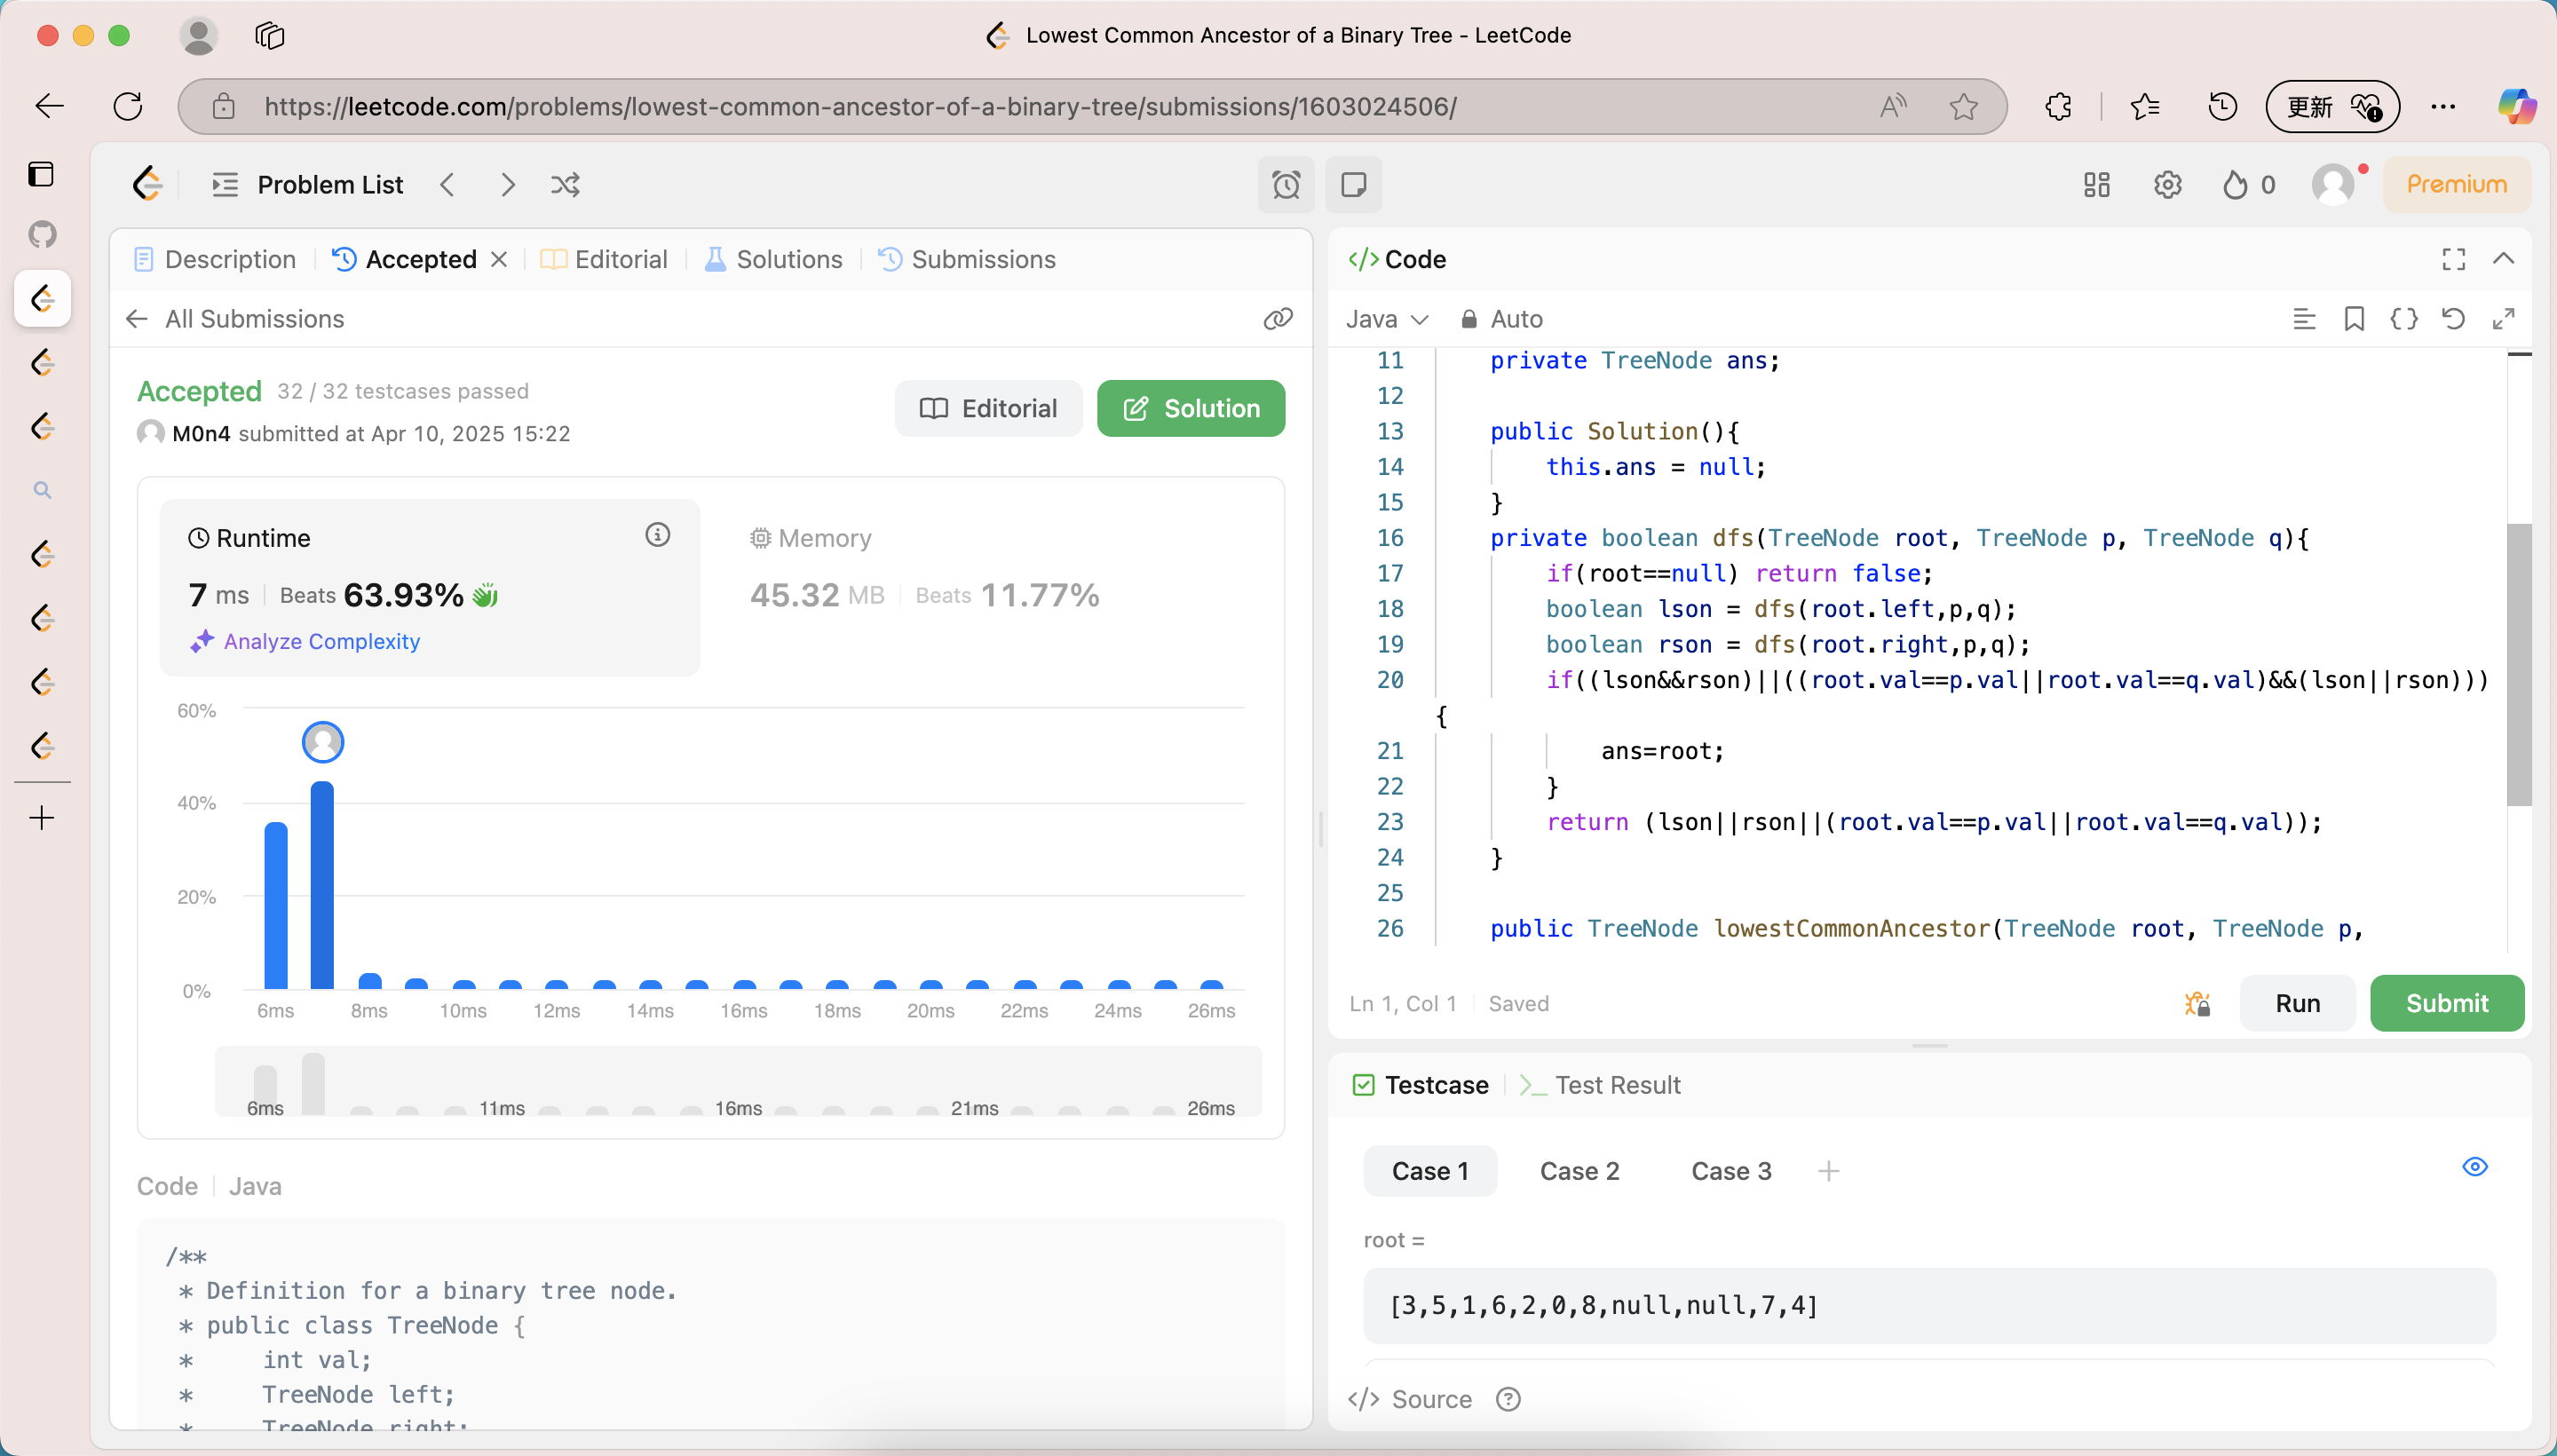 Lowest Common Ancestor of a Binary Tree - LeetCode
https://leetcode.com/problems/lowest-common-ancestor-of-a-binary-tree/submissions/1603024506/
更新
Problem List
0
Premium
Description
Accepted
Editorial
Solutions
Submissions
All Submissions
Accepted 32 / 32 testcases passed
M0n4 submitted at Apr 10, 2025 15:22
Editorial
Solution
Runtime
7 ms Beats 63.93%
Analyze Complexity
Memory
45.32 MB Beats 11.77%
60%
40%
20%
0%
6ms 8ms 10ms 12ms 14ms 16ms 18ms 20ms 22ms 24ms 26ms
6ms 11ms 16ms 21ms 26ms
Code Java
/**
* Definition for a binary tree node.
* public class TreeNode {
*     int val;
*     TreeNode left;
*     TreeNode right;
</> Code
Java Auto
11 private TreeNode ans;
12
13 public Solution(){
14     this.ans = null;
15 }
16 private boolean dfs(TreeNode root, TreeNode p, TreeNode q){
17     if(root==null) return false;
18     boolean lson = dfs(root.left,p,q);
19     boolean rson = dfs(root.right,p,q);
20     if((lson&&rson)||((root.val==p.val||root.val==q.val)&&(lson||rson)))
{
21         ans=root;
22     }
23     return (lson||rson||(root.val==p.val||root.val==q.val));
24 }
25
26 public TreeNode lowestCommonAncestor(TreeNode root, TreeNode p,
Ln 1, Col 1 Saved
Run
Submit
Testcase
Test Result
Case 1
Case 2
Case 3
root =
[3,5,1,6,2,0,8,null,null,7,4]
</> Source